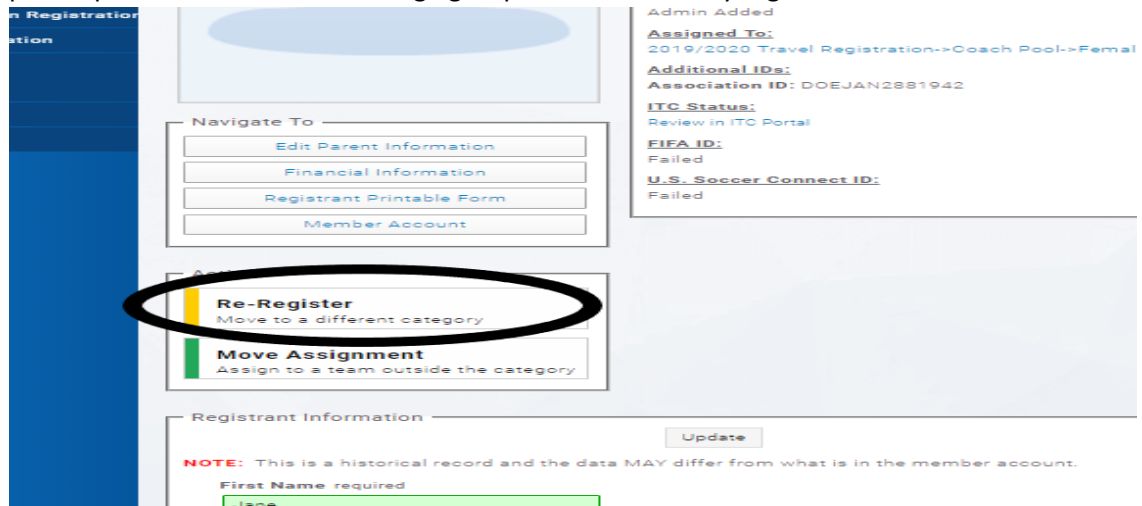 n Registration
ation
Admin Added
Assigned To:
2019/2020 Travel Registration->Coach Pool->Femal
Additional IDs:
Association ID: DOEJAN2881942
ITC Status:
Review in ITC Portal
FIFA ID:
Failed
U.S. Soccer Connect ID:
Failed
Navigate To
Edit Parent Information
Financial Information
Registrant Printable Form
Member Account
Re-Register
Move to a different category
Move Assignment
Assign to a team outside the category
Registrant Information
Update
NOTE: This is a historical record and the data MAY differ from what is in the member account.
First Name required
Jane